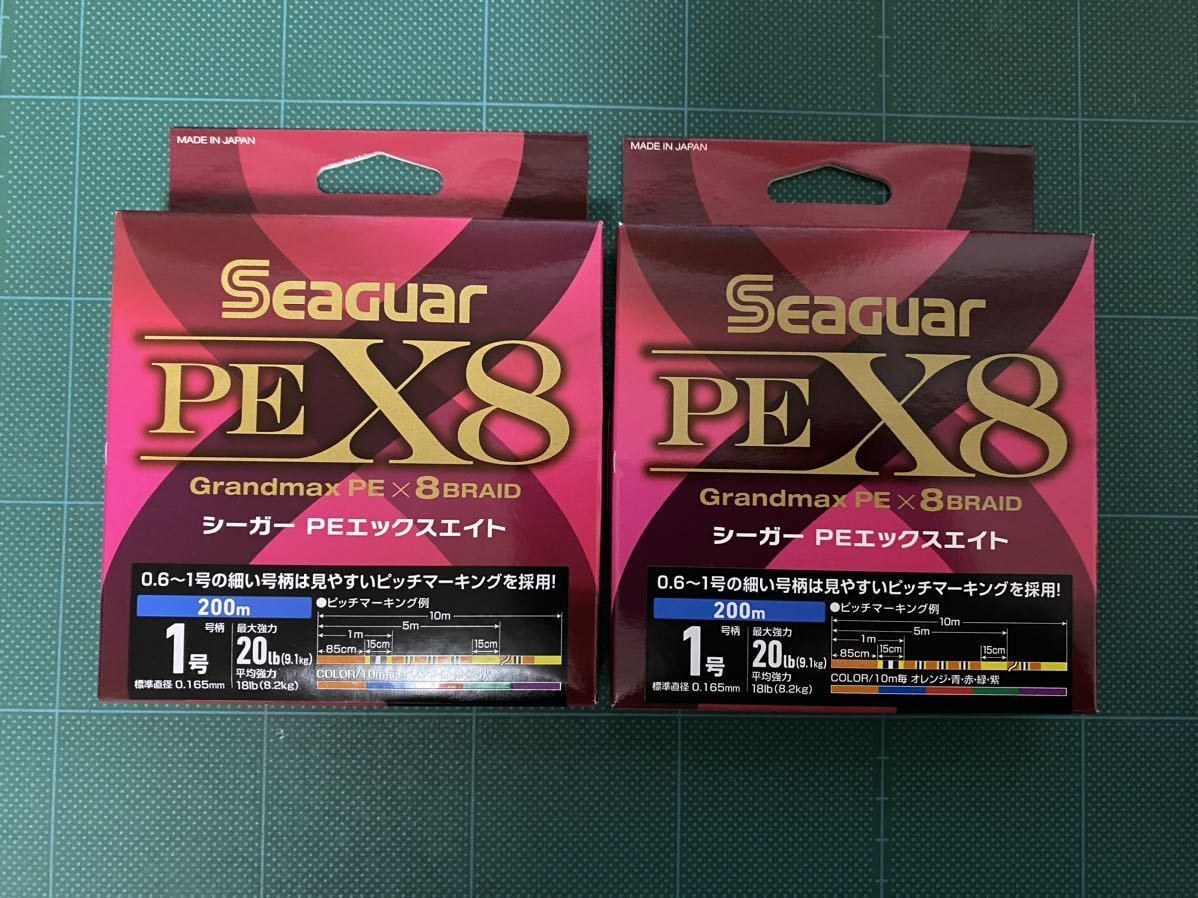 MADE IN JAPAN
SEAGUAR
PE X8
Grandmax PE × 8 BRAID
シーガー PEエックスエイト
0.6～1号の細い号柄は見やすいピッチマーキングを採用!
200m
●ピッチマーキング例
10m
5m
1m
85cm
15cm
15cm
号柄
1号
標準直径 0.165mm
最大強力
20lb(9.1kg)
平均強力
18lb(8.2kg)
COLOR/10m毎 オレンジ・青・赤・緑・紫
MADE IN JAPAN
SEAGUAR
PE X8
Grandmax PE × 8 BRAID
シーガー PEエックスエイト
0.6～1号の細い号柄は見やすいピッチマーキングを採用!
200m
●ピッチマーキング例
10m
5m
1m
85cm
15cm
15cm
号柄
1号
標準直径 0.165mm
最大強力
20lb(9.1kg)
平均強力
18lb(8.2kg)
COLOR/10m毎 オレンジ・青・赤・緑・紫